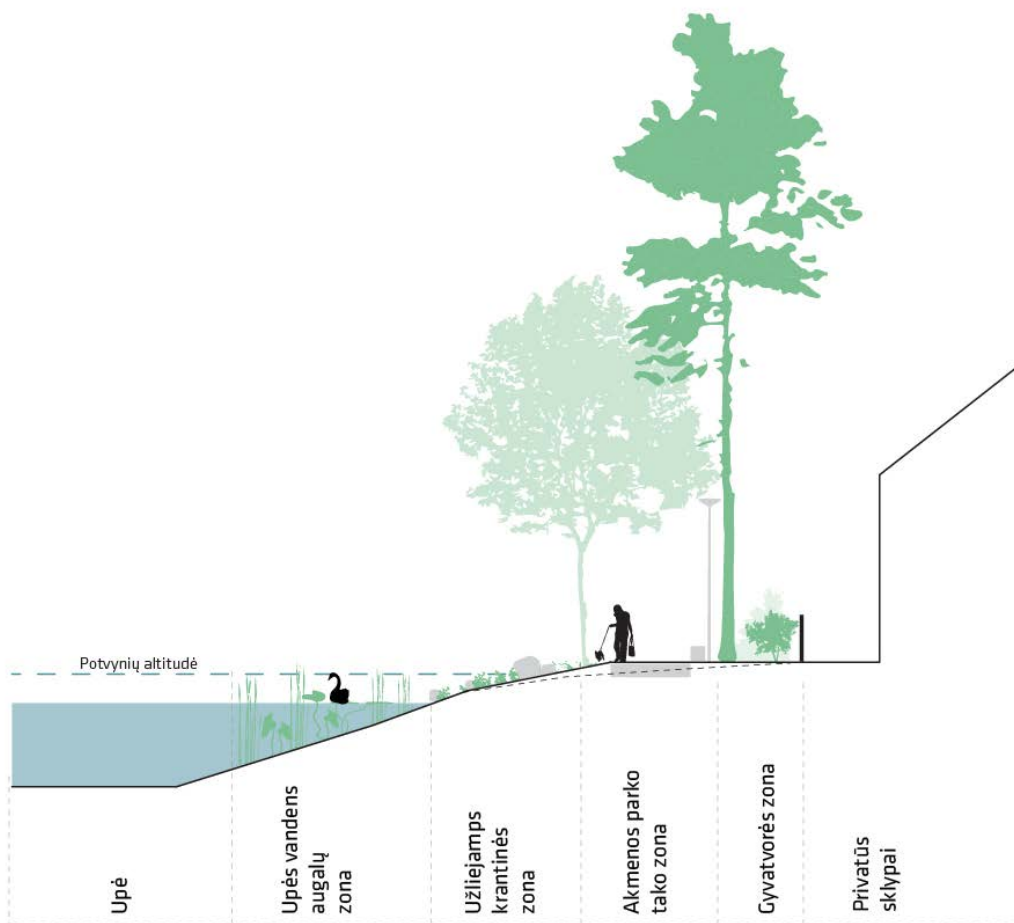 Potvynių altitudė
Upė
Upės vandens
augalų
zona
Užliejamps
krantinės
zona
Akmenos parko
tako zona
Gyvatvorės zona
Privatūs
sklypai